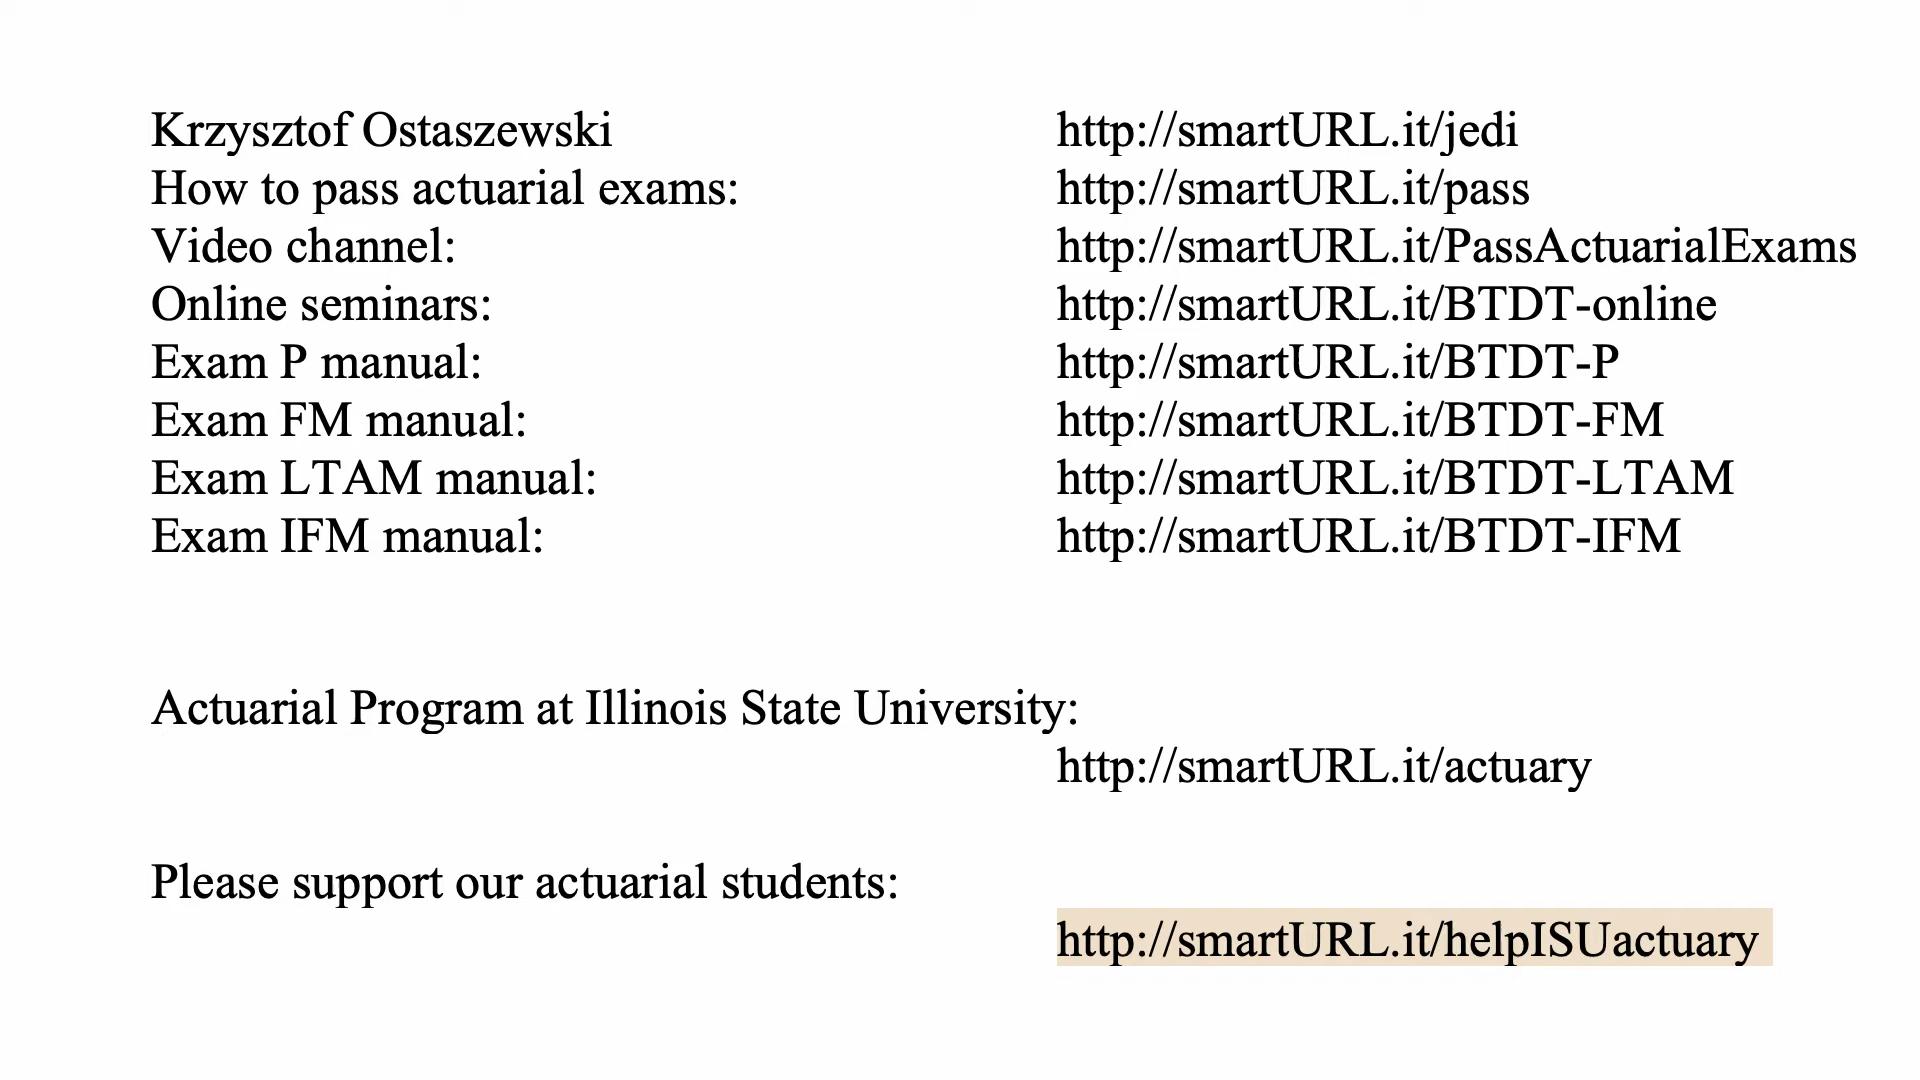 Krzysztof Ostaszewski http://smartURL.it/jedi
How to pass actuarial exams: http://smartURL.it/pass
Video channel: http://smartURL.it/PassActuarialExams
Online seminars: http://smartURL.it/BTDT-online
Exam P manual: http://smartURL.it/BTDT-P
Exam FM manual: http://smartURL.it/BTDT-FM
Exam LTAM manual: http://smartURL.it/BTDT-LTAM
Exam IFM manual: http://smartURL.it/BTDT-IFM
Actuarial Program at Illinois State University:
http://smartURL.it/actuary
Please support our actuarial students:
http://smartURL.it/helpISUactuary